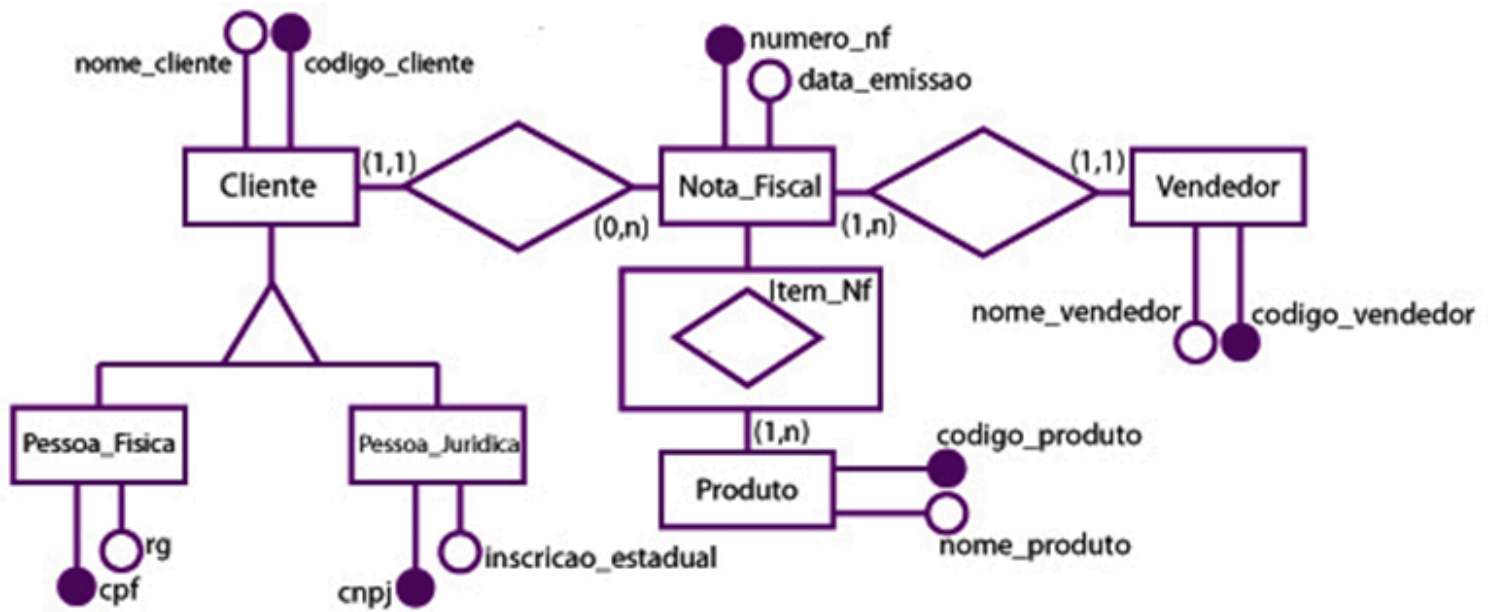 nome_cliente
codigo_cliente
numero_nf
data_emissao
Cliente
(1,1)
(0,n)
Nota_Fiscal
(1,n)
(1,1)
Vendedor
Item_Nf
nome_vendedor
codigo_vendedor
Pessoa_Fisica
Pessoa_Juridica
(1,n)
Produto
codigo_produto
nome_produto
rg
cpf
inscricao_estadual
cnpj